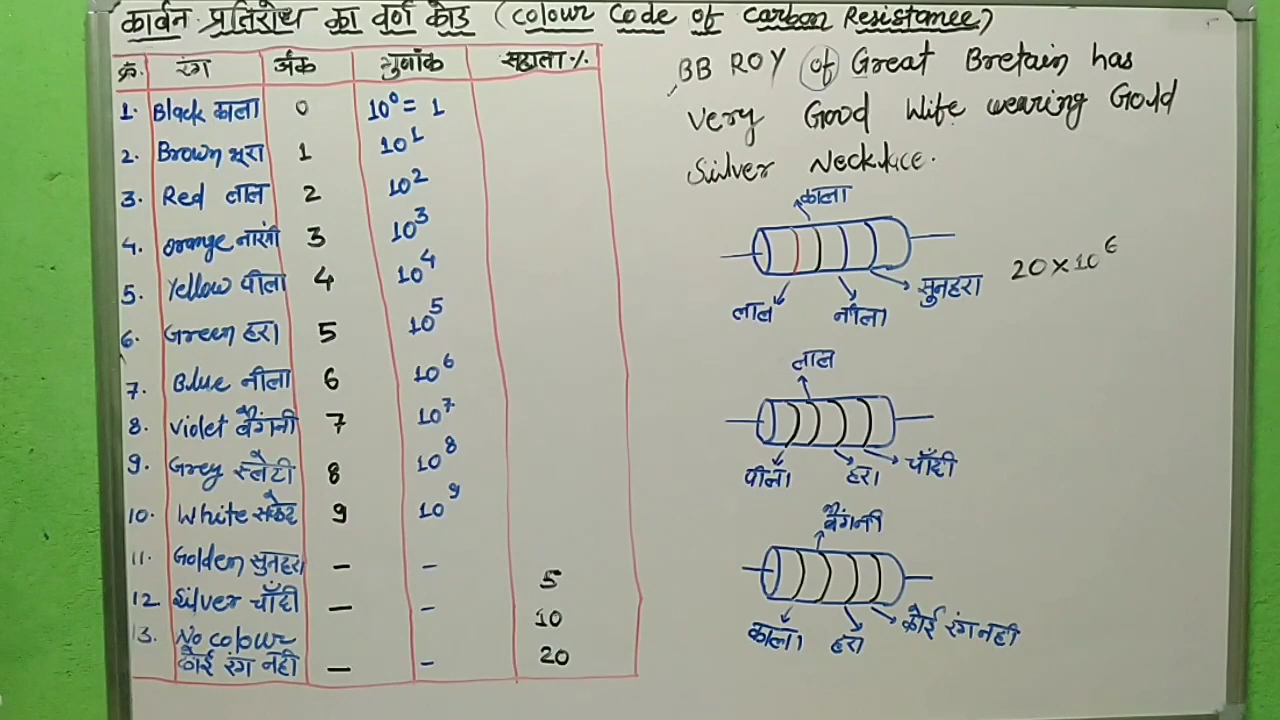 कार्बन प्रतिरोध का वर्ण कोड (Colour Code of Carbon Resistance)
क्र. रंग अंक गुणांक सह्यता %
1. Black काला 0 10⁰ = 1
2. Brown भूरा 1 10¹
3. Red लाल 2 10²
4. Orange नारंगी 3 10³
5. Yellow पीला 4 10⁴
6. Green हरा 5 10⁵
7. Blue नीला 6 10⁶
8. Violet बैंगनी 7 10⁷
9. Grey स्लेटी 8 10⁸
10. White सफेद 9 10⁹
11. Golden सुनहरा - - 5
12 Silver चाँदी - - 10
13. No colour
कोई रंग नही - - 20
BB ROY of Great Bretain has
very Good Wife wearing Gold
Silver Necklace.
काला
लाल नीला सुनहरा
20×10⁶
लाल
पीला हरा चाँदी
बैंगनी
काला हरा कोई रंग नही